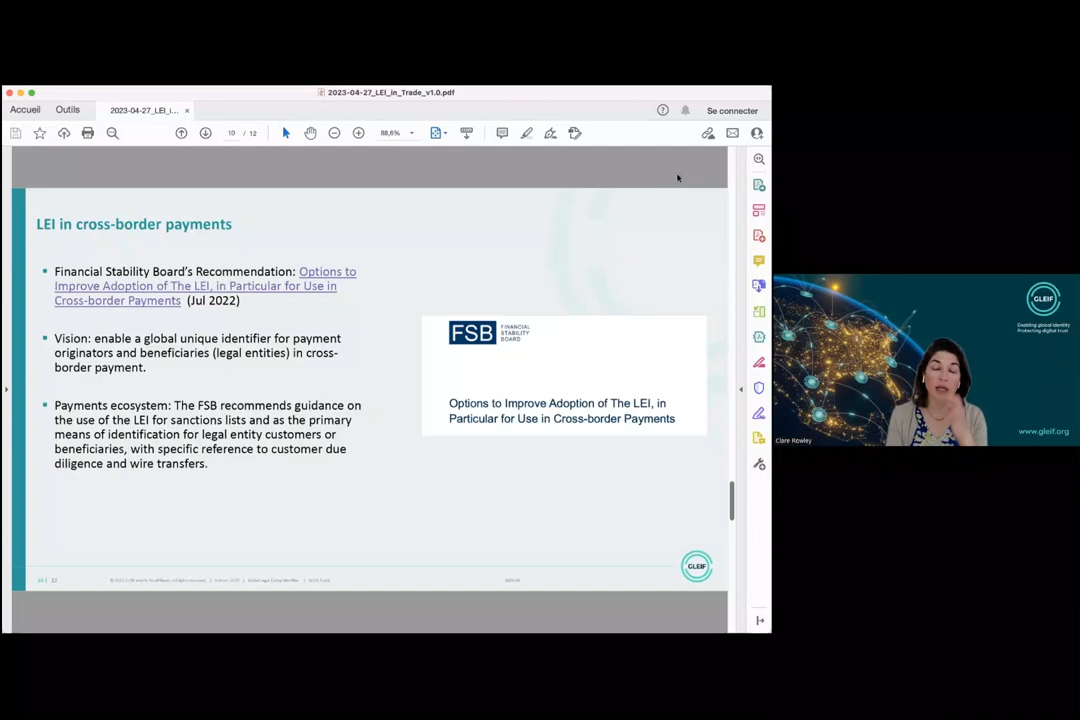 2023-04-27_LEI_in_Trade_v1.0.pdf
Accueil
Outils
2023-04-27_LEI_i...
Se connecter
10 / 12
88,6%
LEI in cross-border payments
Financial Stability Board's Recommendation: Options to
Improve Adoption of The LEI, in Particular for Use in
Cross-border Payments (Jul 2022)
Vision: enable a global unique identifier for payment
originators and beneficiaries (legal entities) in cross-
border payment.
Payments ecosystem: The FSB recommends guidance on
the use of the LEI for sanctions lists and as the primary
means of identification for legal entity customers or
beneficiaries, with specific reference to customer due
diligence and wire transfers.
FSB
FINANCIAL
STABILITY
BOARD
Options to Improve Adoption of The LEI, in
Particular for Use in Cross-border Payments
GLEIF
GLEIF
Enabling global identity
Protecting digital trust
Clare Rowley
www.gleif.org